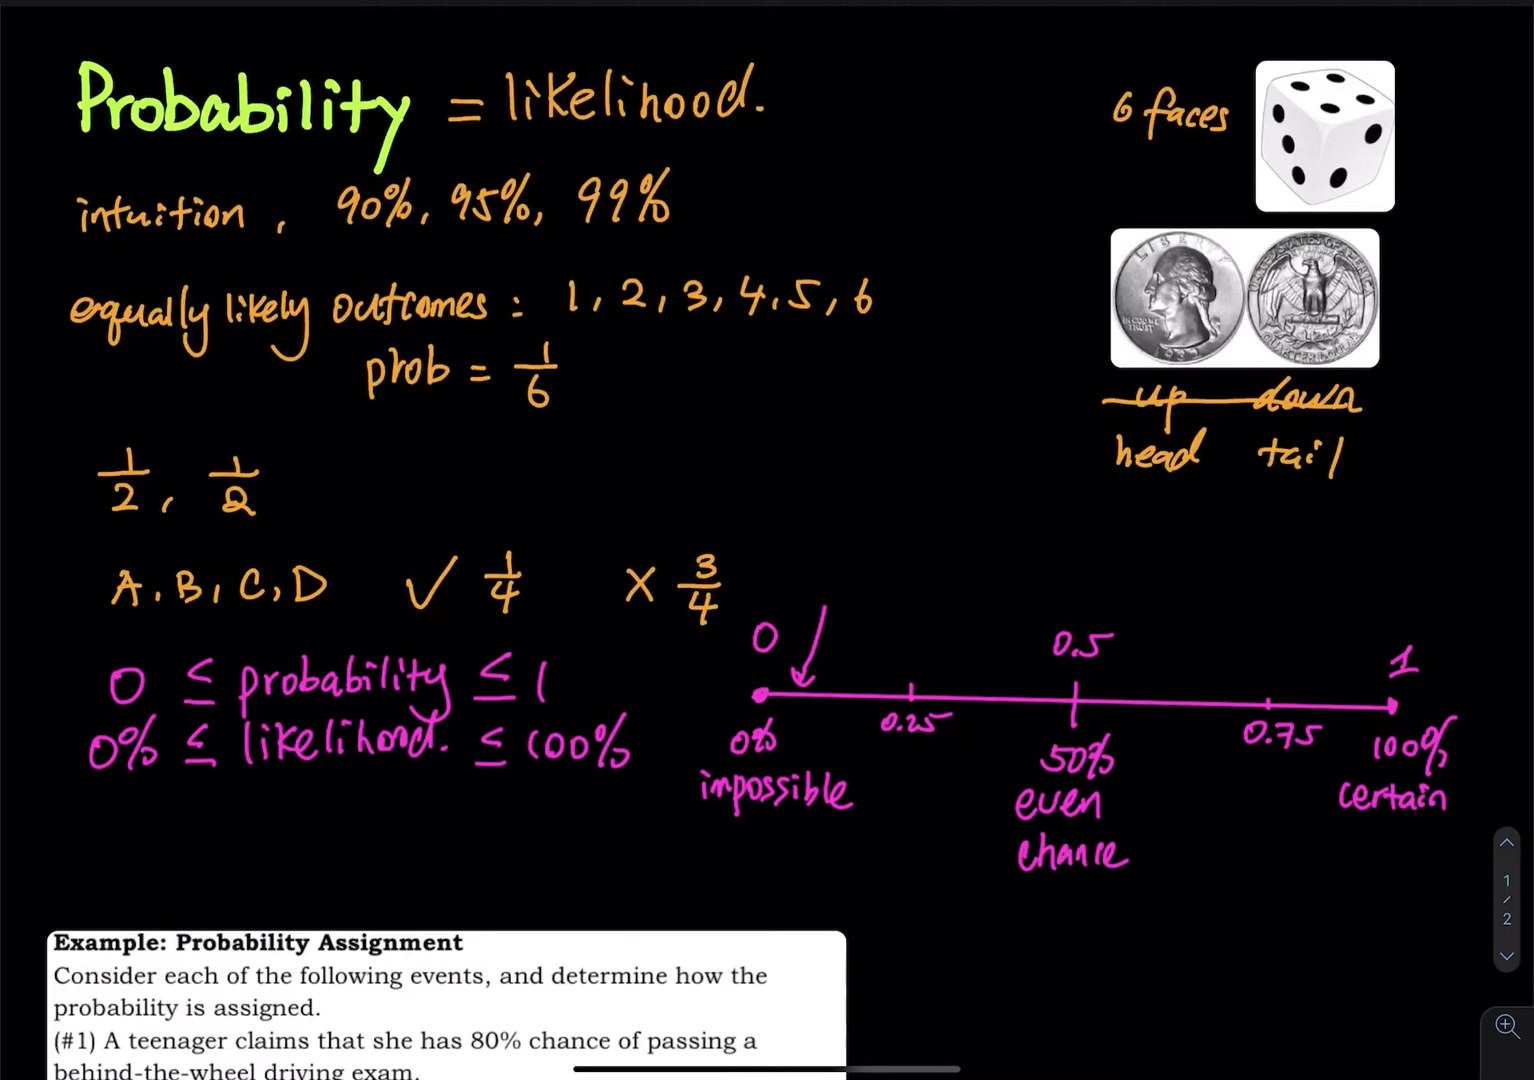 Probability = likelihood.
6 faces
intuition, 90%, 95%, 99%
equally likely outcomes: 1, 2, 3, 4, 5, 6
prob = 1/6
LIBERTY
up down
head tail
1/2, 1/2
A, B, C, D ✓ 1/4 × 3/4
0 ≤ probability ≤ 1
0% ≤ likelihood. ≤ 100%
0 0.5 1
0.25 0.75
0% 50% 100%
impossible even chance certain
Example: Probability Assignment
Consider each of the following events, and determine how the
probability is assigned.
(#1) A teenager claims that she has 80% chance of passing a
behind-the-wheel driving exam.
1
/
2